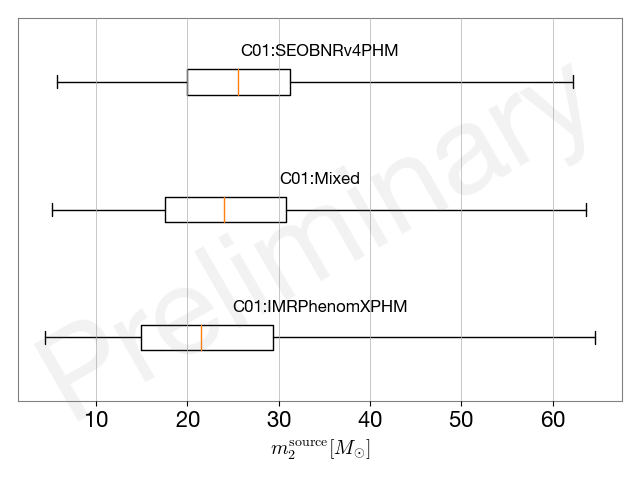 C01:SEOBNRv4PHM
C01:Mixed
C01:IMRPhenomXPHM
Preliminary
10 20 30 40 50 60
m₂^source [M⊙]